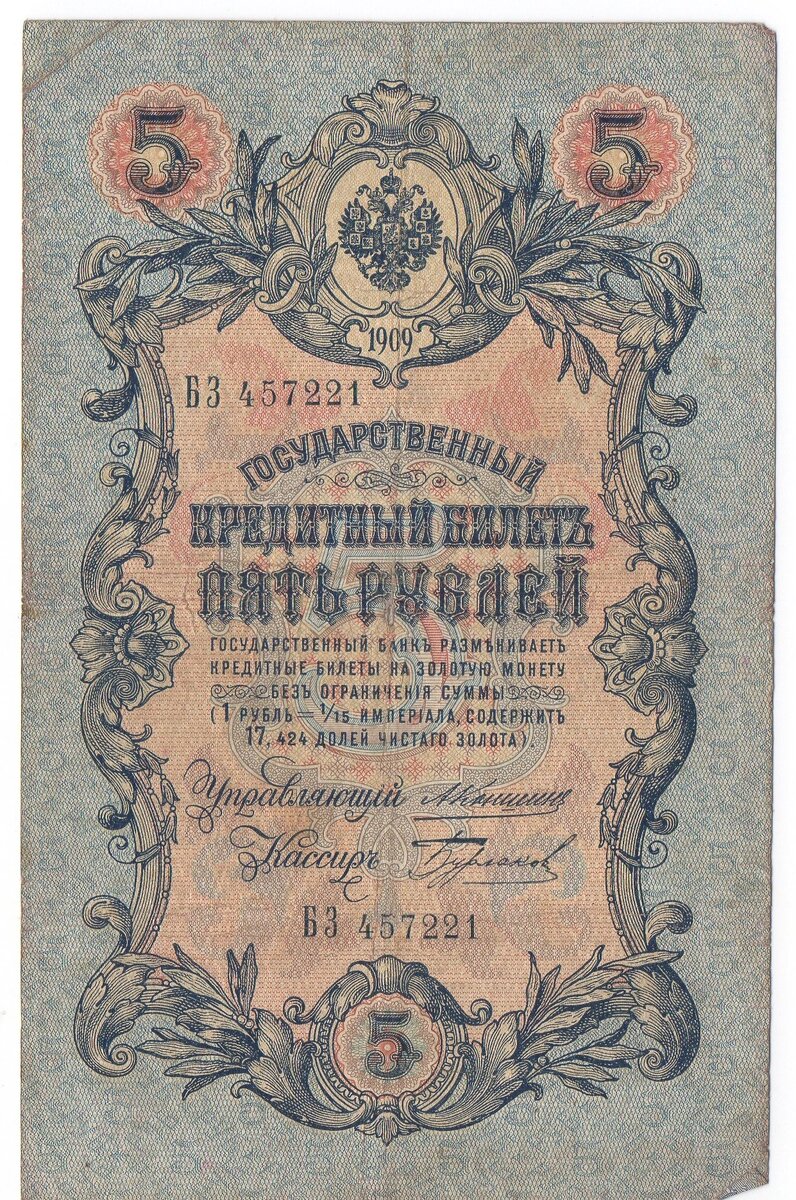 5 5
1909
БЗ 457221
ГОСУДАРСТВЕННЫЙ
КРЕДИТНЫЙ БИЛЕТЪ
ПЯТЬ РУБЛЕЙ
ГОСУДАРСТВЕННЫЙ БАНКЪ РАЗМѢНИВАЕТЪ
КРЕДИТНЫЕ БИЛЕТЫ НА ЗОЛОТУЮ МОНЕТУ
БЕЗЪ ОГРАНИЧЕНІЯ СУММЫ
(1 РУБЛЬ = 1/15 ИМПЕРІАЛА, СОДЕРЖИТЪ
17,424 ДОЛЕЙ ЧИСТАГО ЗОЛОТА).
Управляющій
Кассиръ
БЗ 457221
5